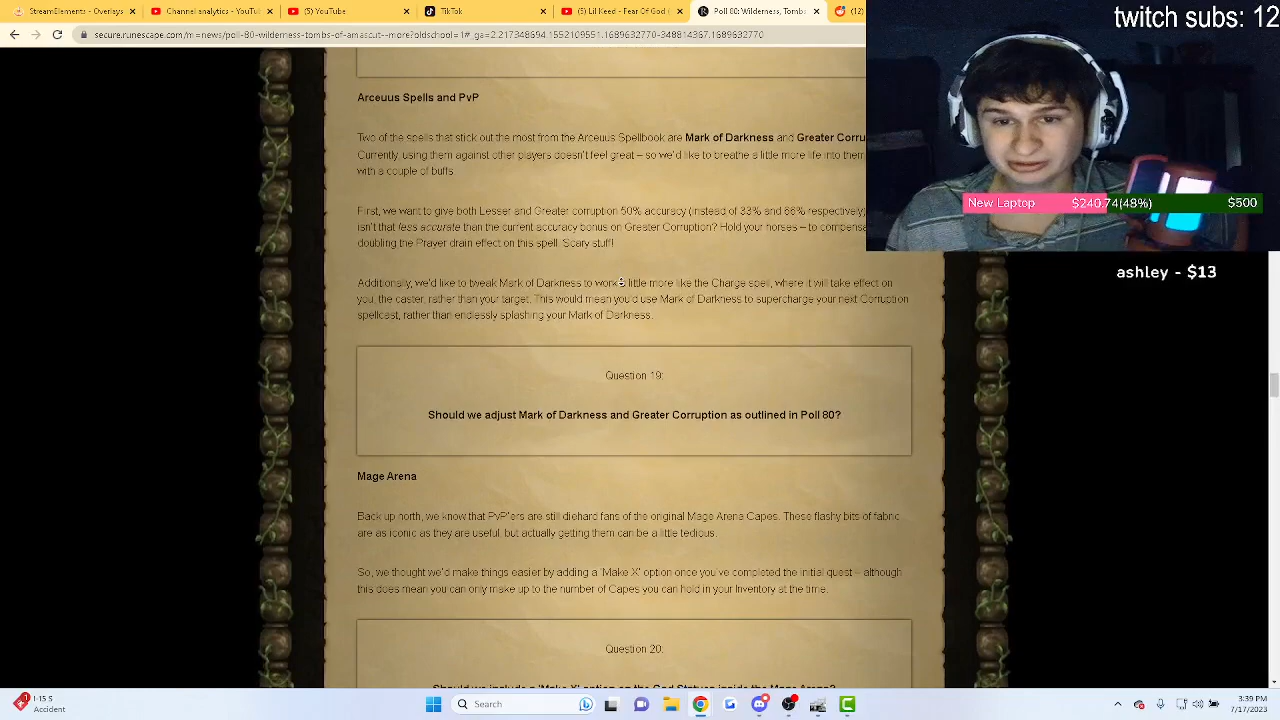 StreamElements - Overlays
Channel analytics - YouTube
(5) YouTube
TikTok
(5) Lil Keed - Fear Of God (
Poll 80: Wilderness, Tombs
(12)
twitch subs: 12
New Laptop $240.74(48%) $500
ashley - $13
Arceuus Spells and PvP
Two of the spells that stick out the most from the Arceuus Spellbook are Mark of Darkness and Greater Corru
Currently, using them against other players doesn't feel great – so we'd like to breathe a little more life into them
with a couple of buffs.
First, we want to give both Lesser and Greater Corruption 50% accuracy (instead of 33% and 66% respectively)
isn't that less accurate than the current accuracy bonus on Greater Corruption? Hold your horses – to compensate
doubling the Prayer drain effect on this spell. Scary stuff!
Additionally, we'd like to tweak Mark of Darkness to work a little more like the Charge spell, where it will take effect on
you, the caster, rather than your target. This would mean you'd use Mark of Darkness to supercharge your next Corruption
spellcast, rather than endlessly splashing your Mark of Darkness.
Question 19:
Should we adjust Mark of Darkness and Greater Corruption as outlined in Poll 80?
Mage Arena
Back up north, we know that PvP'ers are still diehard fans of the original Mage Arena Capes. These flashy bits of fabric
are as iconic as they are useful, but actually getting them can be a little tedious.
So, we thought we'd make things easier by adding a 'Make X' option once you've completed the initial quest – although
this does mean you can only make up to the number of Capes you can hold in your Inventory at the time.
Question 20:
I-15 S
Accident
Search
3:39 PM
7/17/2023